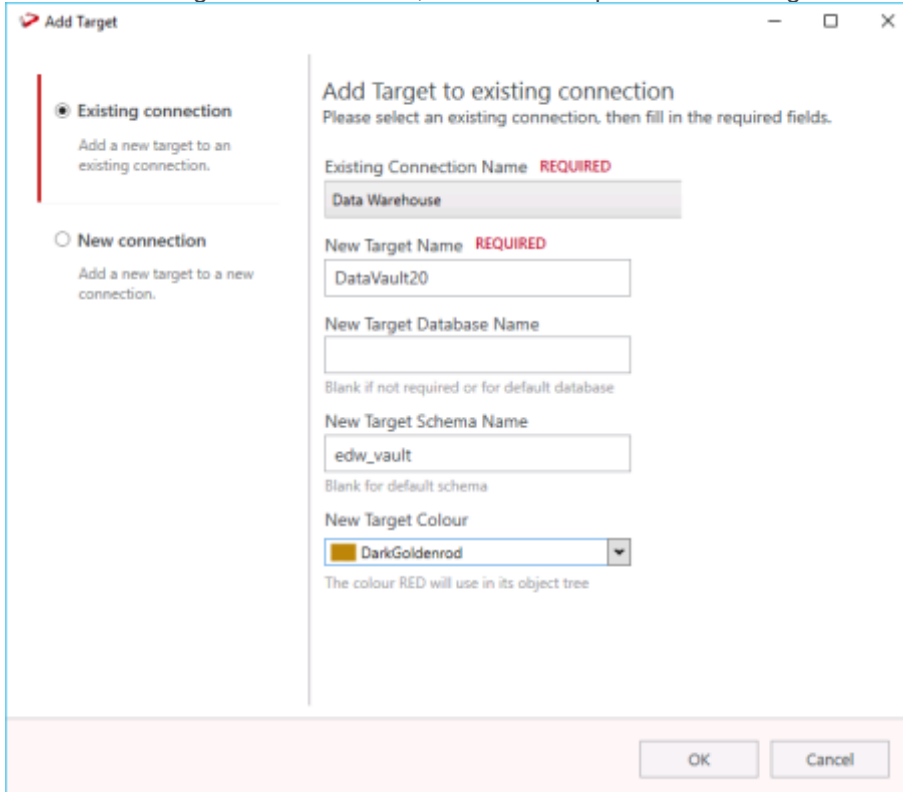 Add Target
Existing connection
Add a new target to an
existing connection.
New connection
Add a new target to a new
connection.
Add Target to existing connection
Please select an existing connection, then fill in the required fields.
Existing Connection Name REQUIRED
Data Warehouse
New Target Name REQUIRED
DataVault20
New Target Database Name
Blank if not required or for default database
New Target Schema Name
edw_vault
Blank for default schema
New Target Colour
DarkGoldenrod
The colour RED will use in its object tree
OK
Cancel